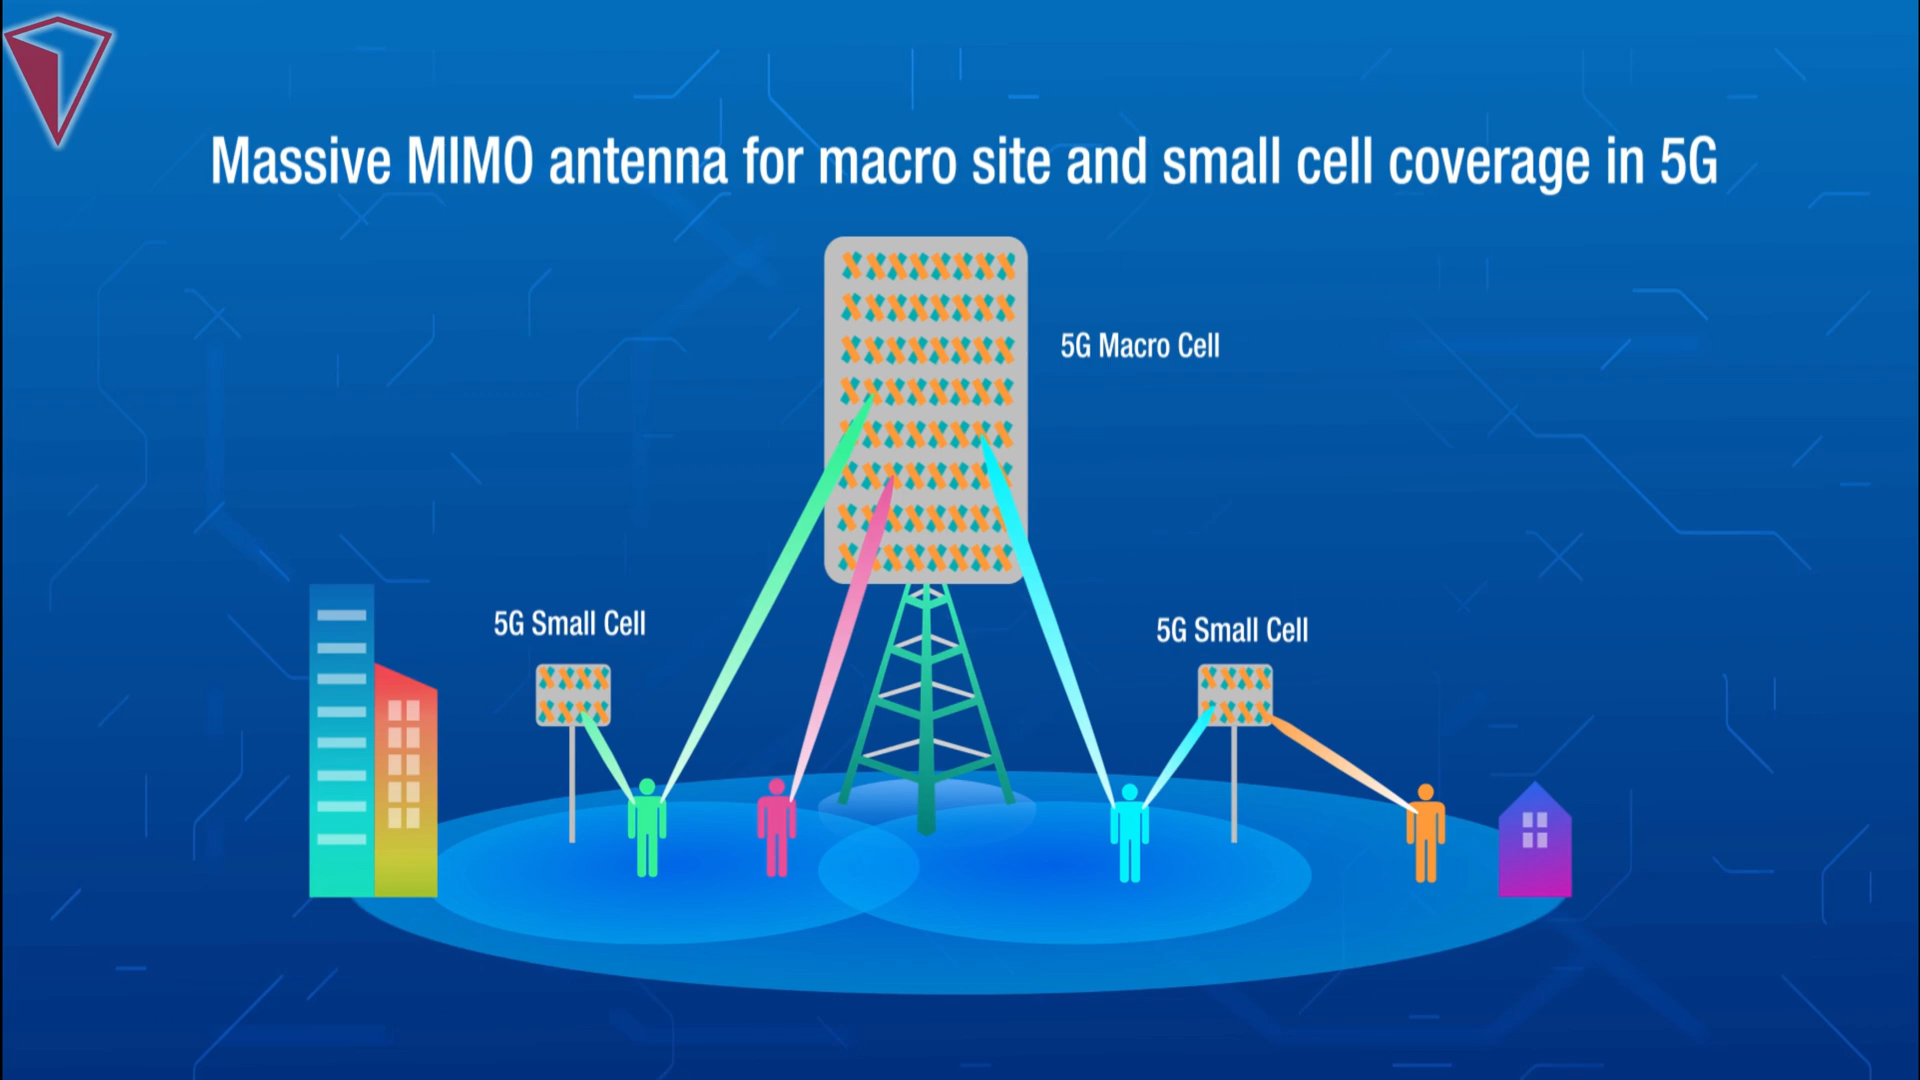 Massive MIMO antenna for macro site and small cell coverage in 5G
5G Macro Cell
5G Small Cell
5G Small Cell